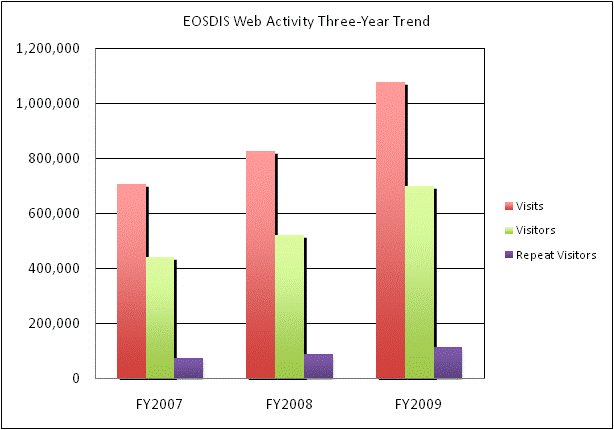 EOSDIS Web Activity Three-Year Trend
1,200,000
1,000,000
800,000
600,000
400,000
200,000
0
FY2007 FY2008 FY2009
Visits
Visitors
Repeat Visitors